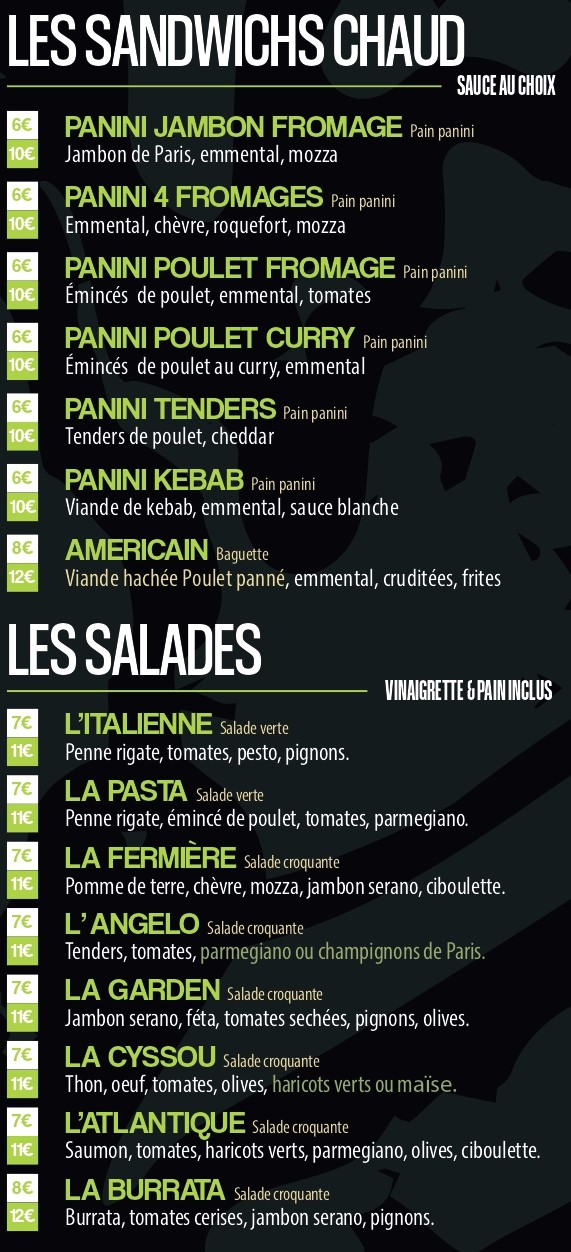 LES SANDWICHS CHAUD
SAUCE AU CHOIX
6€ PANINI JAMBON FROMAGE Pain panini
10€ Jambon de Paris, emmental, mozza
6€ PANINI 4 FROMAGES Pain panini
10€ Emmental, chèvre, roquefort, mozza
6€ PANINI POULET FROMAGE Pain panini
10€ Émincés de poulet, emmental, tomates
6€ PANINI POULET CURRY Pain panini
10€ Émincés de poulet au curry, emmental
6€ PANINI TENDERS Pain panini
10€ Tenders de poulet, cheddar
6€ PANINI KEBAB Pain panini
10€ Viande de kebab, emmental, sauce blanche
8€ AMERICAIN Baguette
12€ Viande hachée Poulet panné, emmental, cruditées, frites
LES SALADES
VINAIGRETTE & PAIN INCLUS
7€ L'ITALIENNE Salade verte
11€ Penne rigate, tomates, pesto, pignons.
7€ LA PASTA Salade verte
11€ Penne rigate, émincé de poulet, tomates, parmegiano.
7€ LA FERMIÈRE Salade croquante
11€ Pomme de terre, chèvre, mozza, jambon serano, ciboulette.
7€ L' ANGELO Salade croquante
11€ Tenders, tomates, parmegiano ou champignons de Paris.
7€ LA GARDEN Salade croquante
11€ Jambon serano, féta, tomates sechées, pignons, olives.
7€ LA CYSSOU Salade croquante
11€ Thon, oeuf, tomates, olives, haricots verts ou maïse.
7€ L'ATLANTIQUE Salade croquante
11€ Saumon, tomates, haricots verts, parmegiano, olives, ciboulette.
8€ LA BURRATA Salade croquante
12€ Burrata, tomates cerises, jambon serano, pignons.